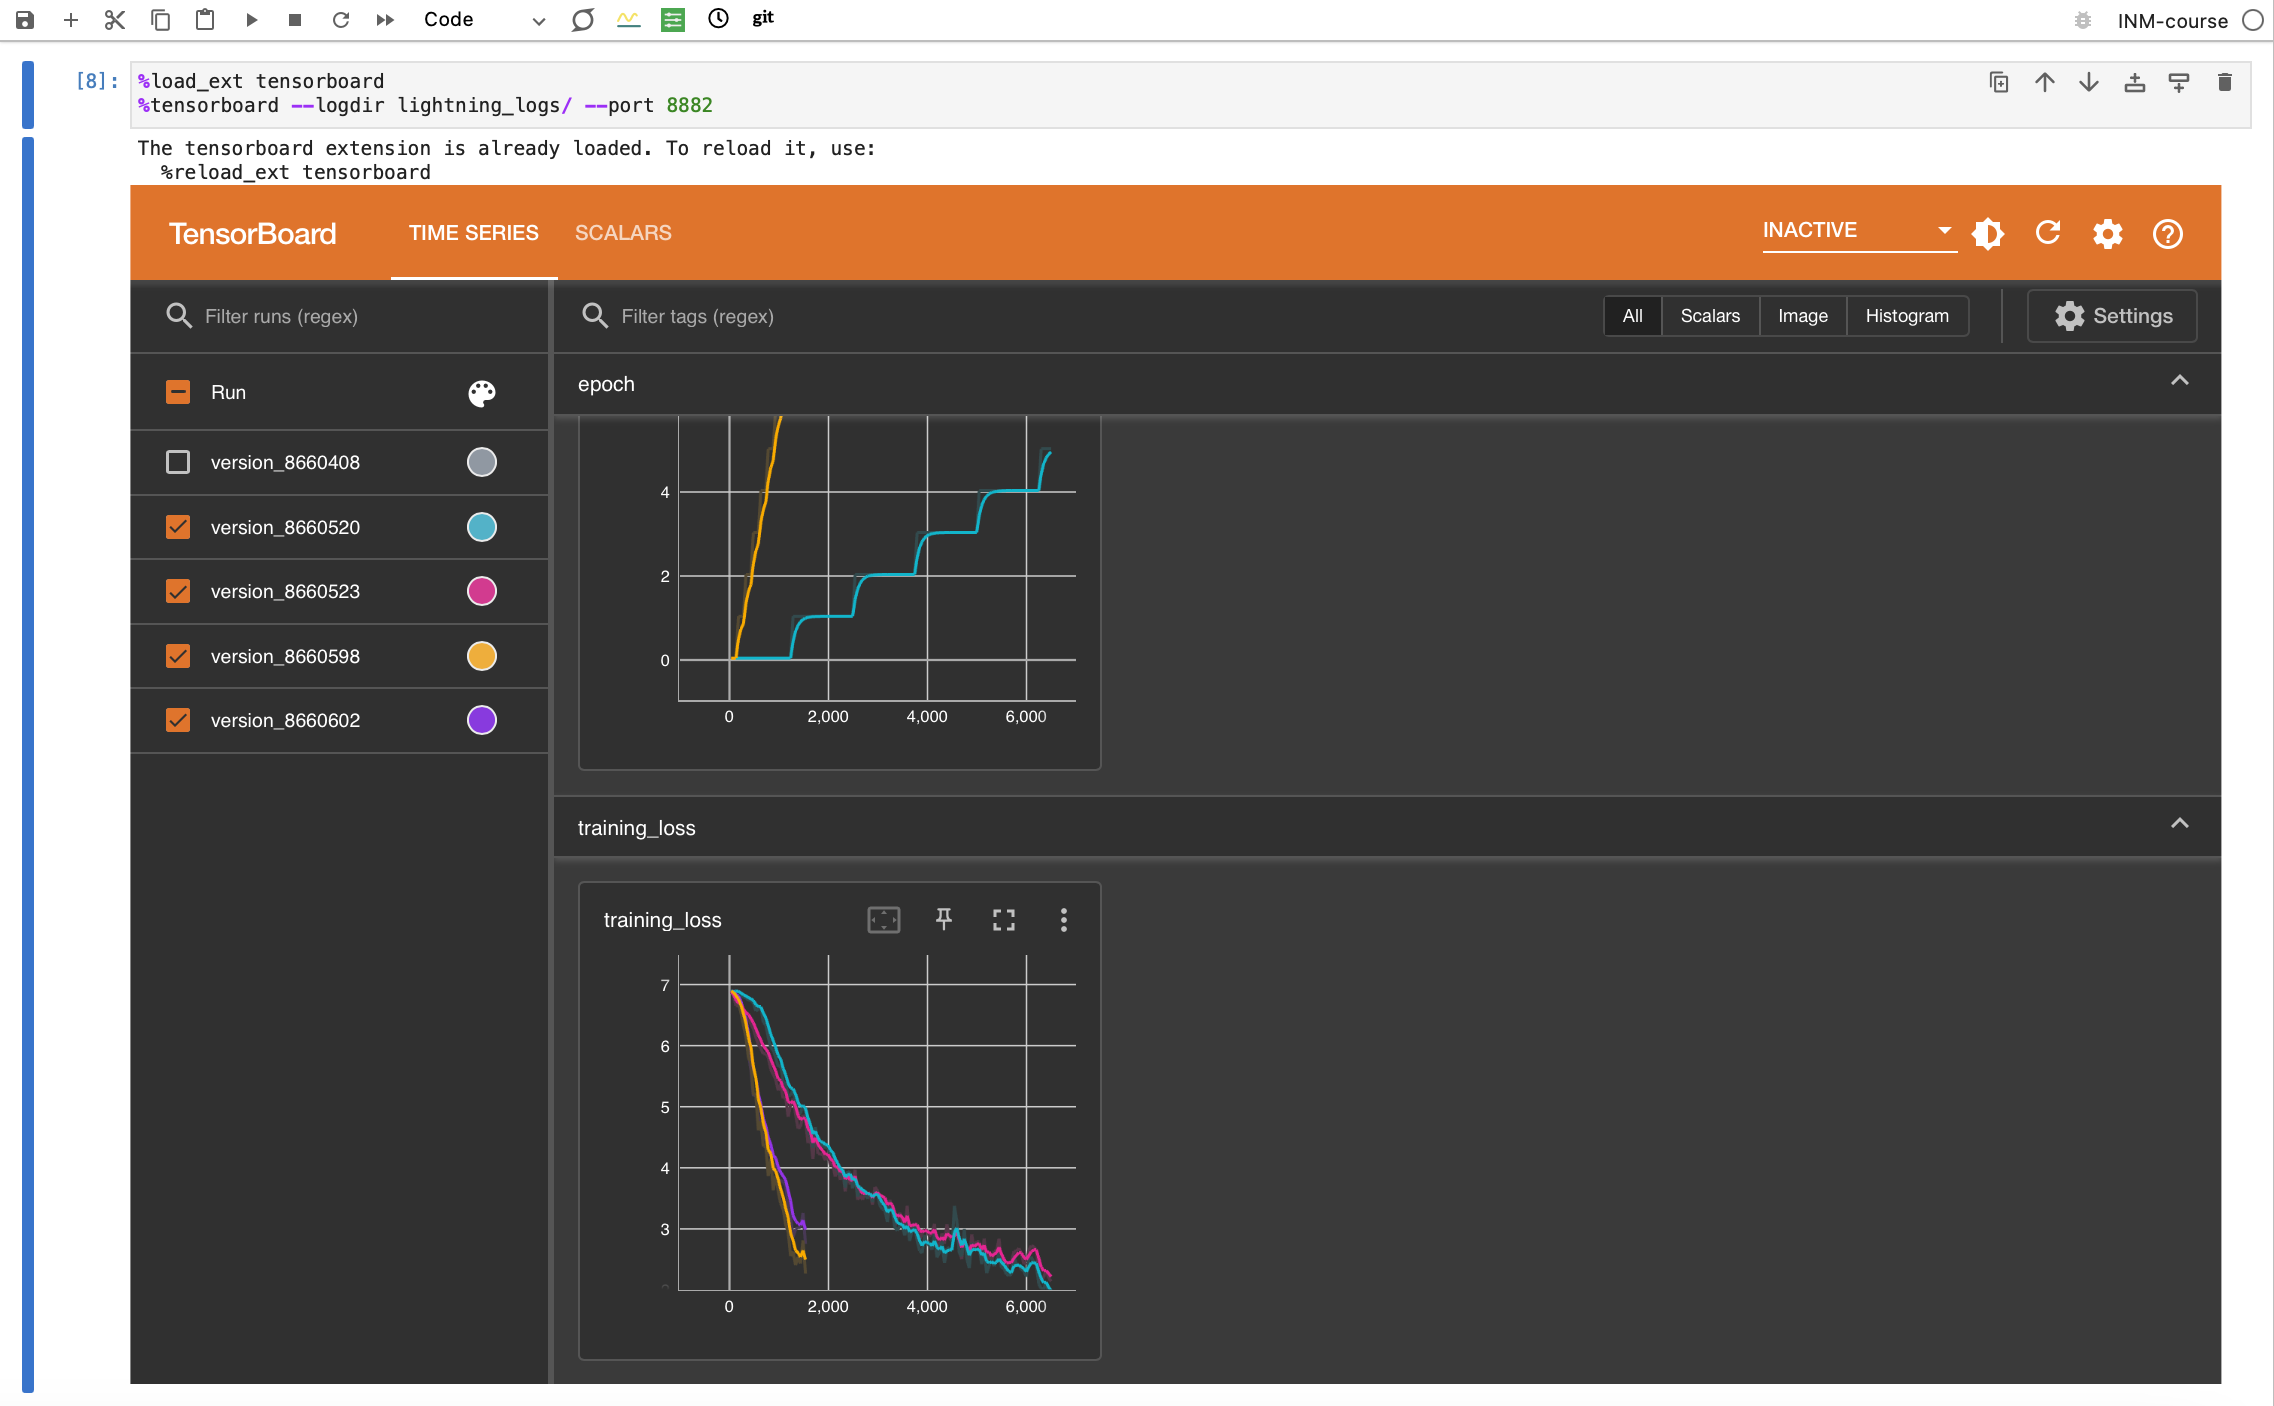 Code
git
INM-course
[8]:
%load_ext tensorboard
%tensorboard --logdir lightning_logs/ --port 8882
The tensorboard extension is already loaded. To reload it, use:
%reload_ext tensorboard
TensorBoard
TIME SERIES
SCALARS
INACTIVE
Filter runs (regex)
Filter tags (regex)
All
Scalars
Image
Histogram
Settings
Run
version_8660408
version_8660520
version_8660523
version_8660598
version_8660602
epoch
4
2
0
0
2,000
4,000
6,000
training_loss
training_loss
7
6
5
4
3
0
2,000
4,000
6,000